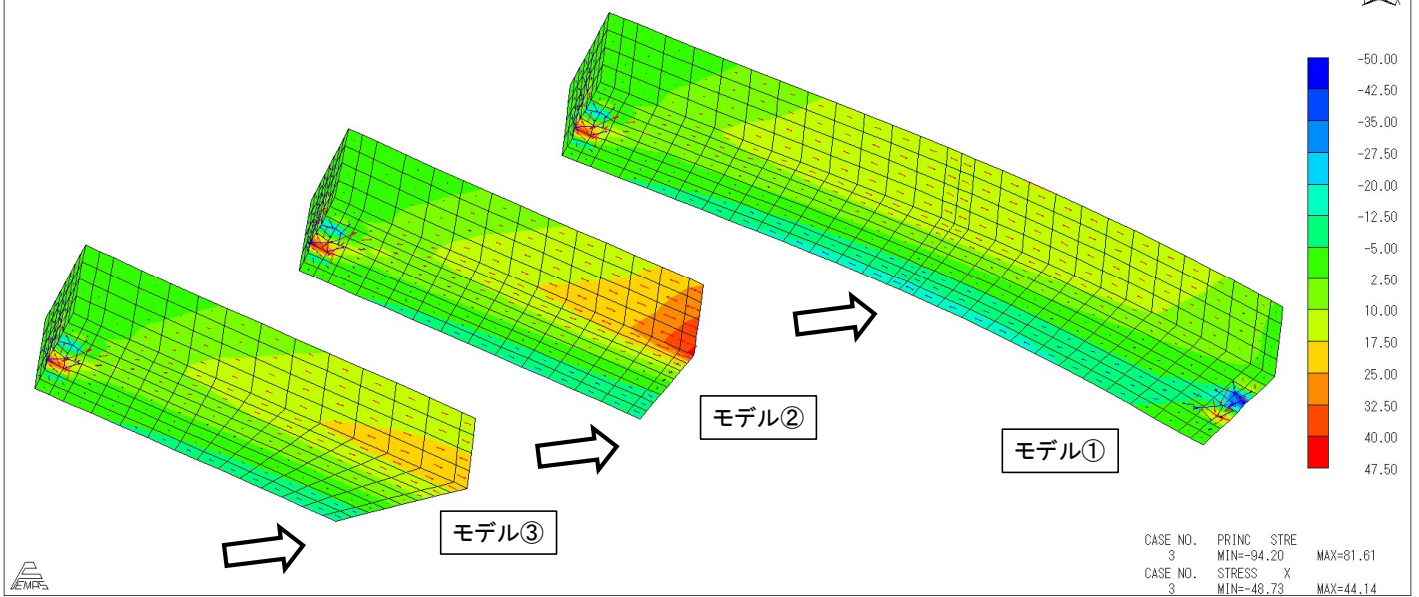 X
-50.00
-42.50
-35.00
-27.50
-20.00
-12.50
-5.00
2.50
10.00
17.50
25.00
32.50
40.00
47.50
モデル②
モデル①
モデル③
CASE NO. PRINC STRE
3 MIN=-94.20 MAX=81.61
CASE NO. STRESS X
3 MIN=-48.73 MAX=44.14
FEMAS